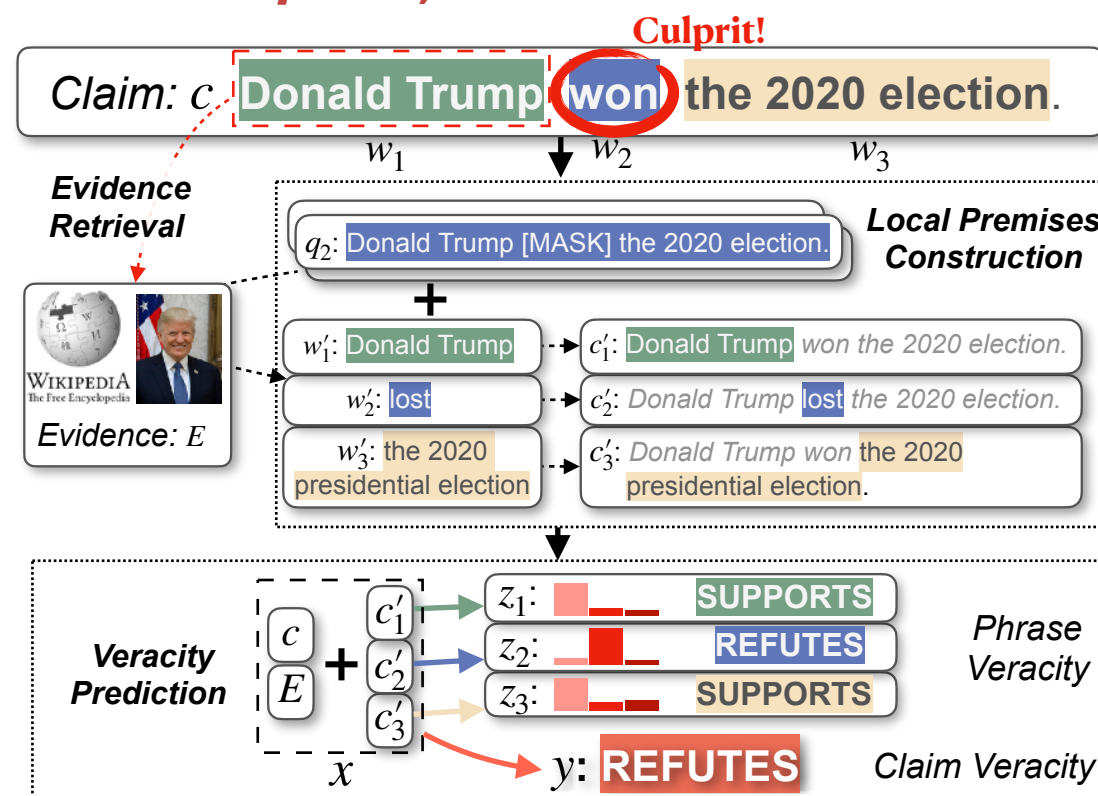 Culprit!
Claim: c Donald Trump won the 2020 election.
w1 w2 w3
Evidence
Retrieval
Local Premises
Construction
q2: Donald Trump [MASK] the 2020 election.
+
w′1: Donald Trump
c′1: Donald Trump won the 2020 election.
w′2: lost
c′2: Donald Trump lost the 2020 election.
w′3: the 2020
presidential election
c′3: Donald Trump won the 2020
presidential election.
WIKIPEDIA
The Free Encyclopedia
Evidence: E
Veracity
Prediction
c
E
+
c′1
c′2
c′3
x
z1: SUPPORTS
z2: REFUTES
z3: SUPPORTS
Phrase
Veracity
y: REFUTES
Claim Veracity